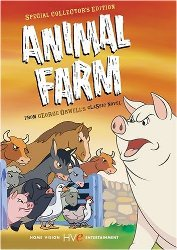 SPECIAL COLLECTOR'S EDITION
ANIMAL
FARM
FROM GEORGE ORWELL'S CLASSIC NOVEL
HOME VISION HVe ENTERTAINMENT